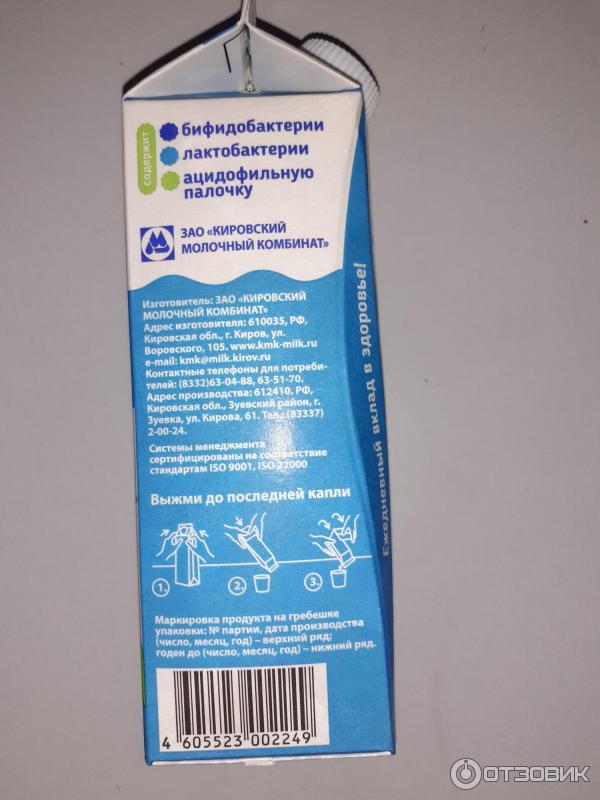 содержит
бифидобактерии
лактобактерии
ацидофильную
палочку
ЗАО «КИРОВСКИЙ
МОЛОЧНЫЙ КОМБИНАТ»
Изготовитель: ЗАО «КИРОВСКИЙ
МОЛОЧНЫЙ КОМБИНАТ»
Адрес изготовителя: 610035, РФ,
Кировская обл., г. Киров, ул.
Воровского, 105. www.kmk-milk.ru
e-mail: kmk@milk.kirov.ru
Контактные телефоны для потреби-
телей: (8332)63-04-88, 63-51-70.
Адрес производства: 612410, РФ,
Кировская обл., Зуевский район, г.
Зуевка, ул. Кирова, 61. Тел.: (83337)
2-00-24.
Системы менеджмента
сертифицированы на соответствие
стандартам ISO 9001, ISO 22000
Ежедневный вклад в здоровье!
Выжми до последней капли
1.
2.
3.
Маркировка продукта на гребешке
упаковки: № партии, дата производства
(число, месяц, год) – верхний ряд;
годен до (число, месяц, год) – нижний ряд.
4 605523 002249
ОТЗОВИК